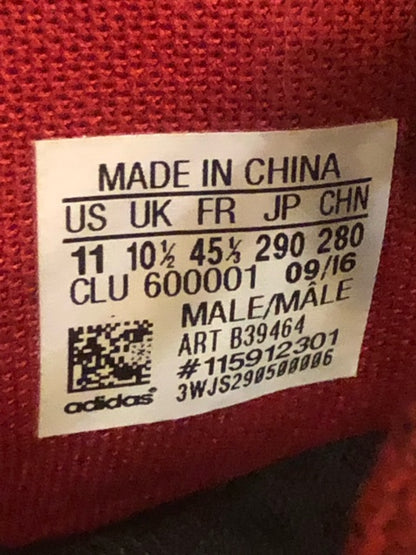 MADE IN CHINA
US UK FR JP CHN
11 10½ 45⅓ 290 280
CLU 600001 09/16
MALE/MÂLE
ART B39464
#115912301
3WJS290500006
adidas